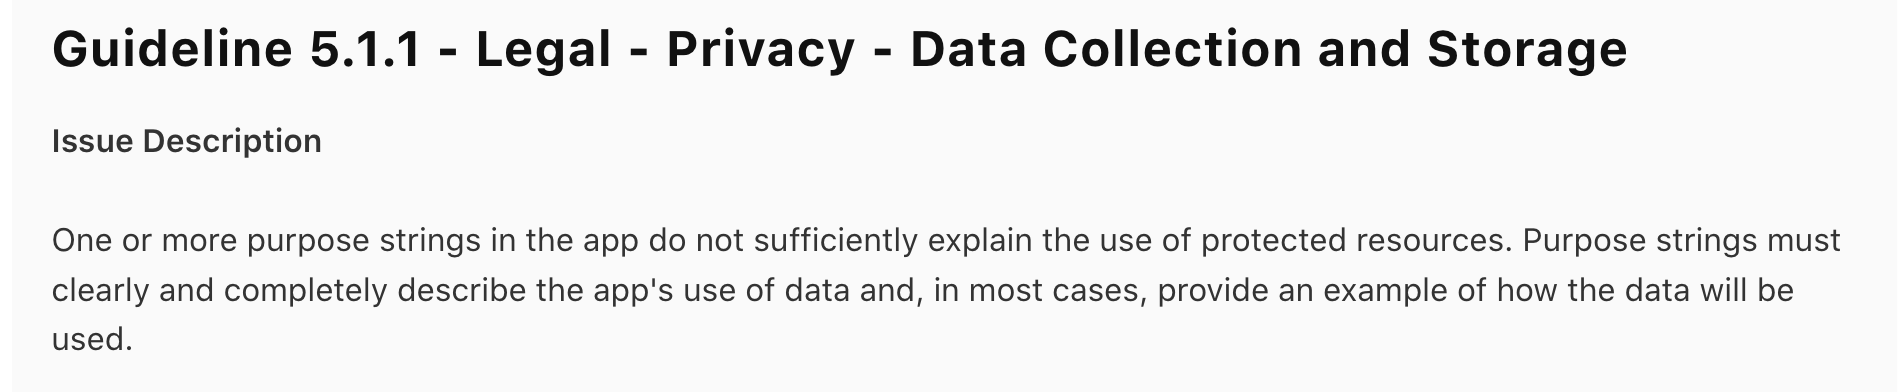 Guideline 5.1.1 - Legal - Privacy - Data Collection and Storage
Issue Description
One or more purpose strings in the app do not sufficiently explain the use of protected resources. Purpose strings must
clearly and completely describe the app's use of data and, in most cases, provide an example of how the data will be
used.